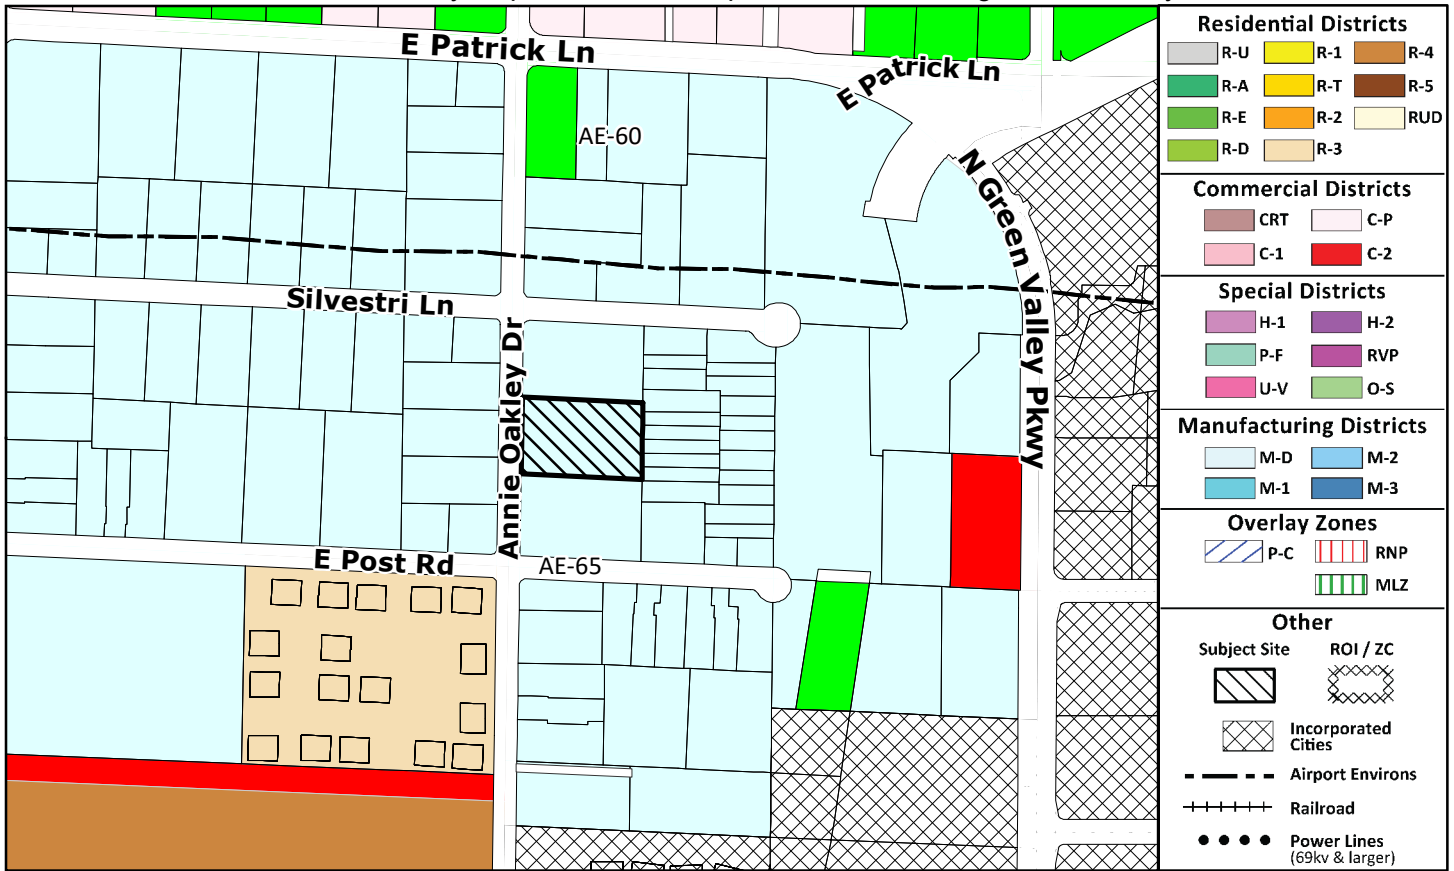 E Patrick Ln
E Patrick Ln
AE-60
N Green Valley Pkwy
Silvestri Ln
Annie Oakley Dr
E Post Rd
AE-65
Residential Districts
R-U
R-1
R-4
R-A
R-T
R-5
R-E
R-2
RUD
R-D
R-3
Commercial Districts
CRT
C-P
C-1
C-2
Special Districts
H-1
H-2
P-F
RVP
U-V
O-S
Manufacturing Districts
M-D
M-2
M-1
M-3
Overlay Zones
P-C
RNP
MLZ
Other
Subject Site
ROI / ZC
Incorporated
Cities
Airport Environs
Railroad
Power Lines
(69kv & larger)